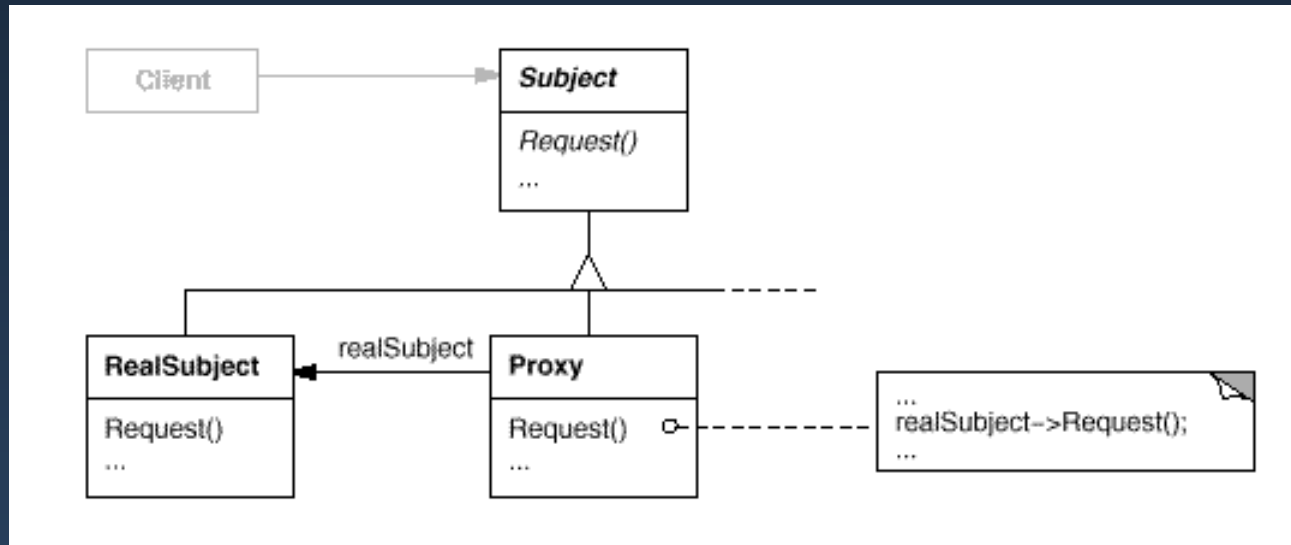 Client
Subject
Request()
...
realSubject
RealSubject
Request()
...
Proxy
Request()
...
...
realSubject->Request();
...